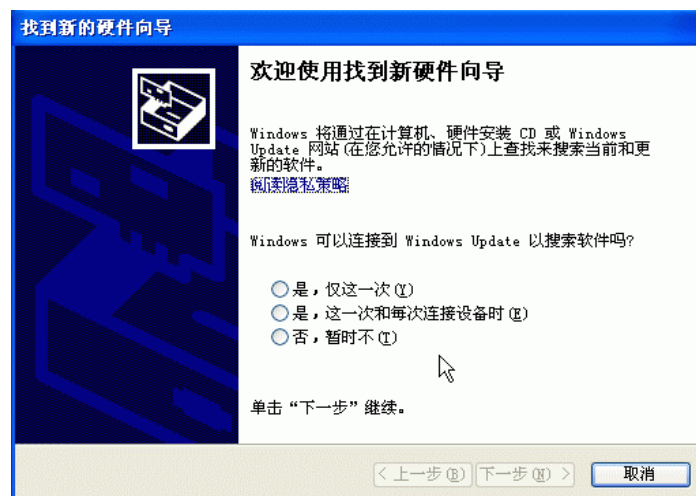 找到新的硬件向导
欢迎使用找到新硬件向导
Windows 将通过在计算机、硬件安装 CD 或 Windows
Update 网站(在您允许的情况下)上查找来搜索当前和更
新的软件。
阅读隐私策略
Windows 可以连接到 Windows Update 以搜索软件吗?
是，仅这一次(Y)
是，这一次和每次连接设备时(E)
否，暂时不(T)
单击“下一步”继续。
< 上一步(B) 下一步(N) > 取消